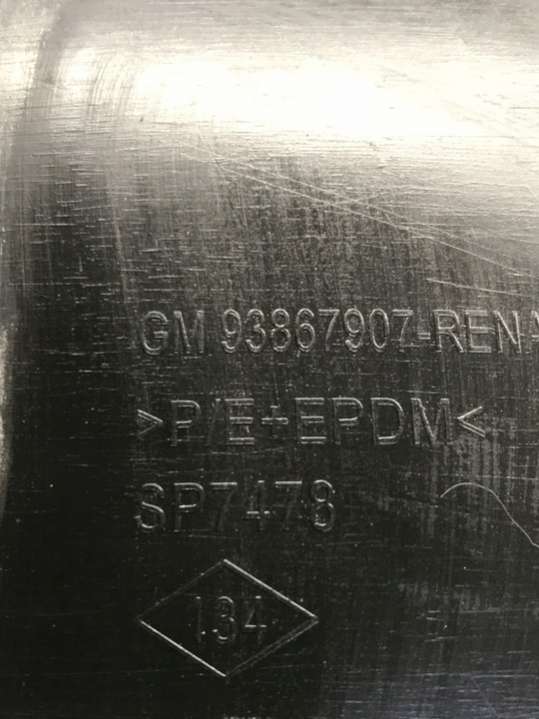 GM 93867907-RENA
>P/E+EPDM<
SP7478
134